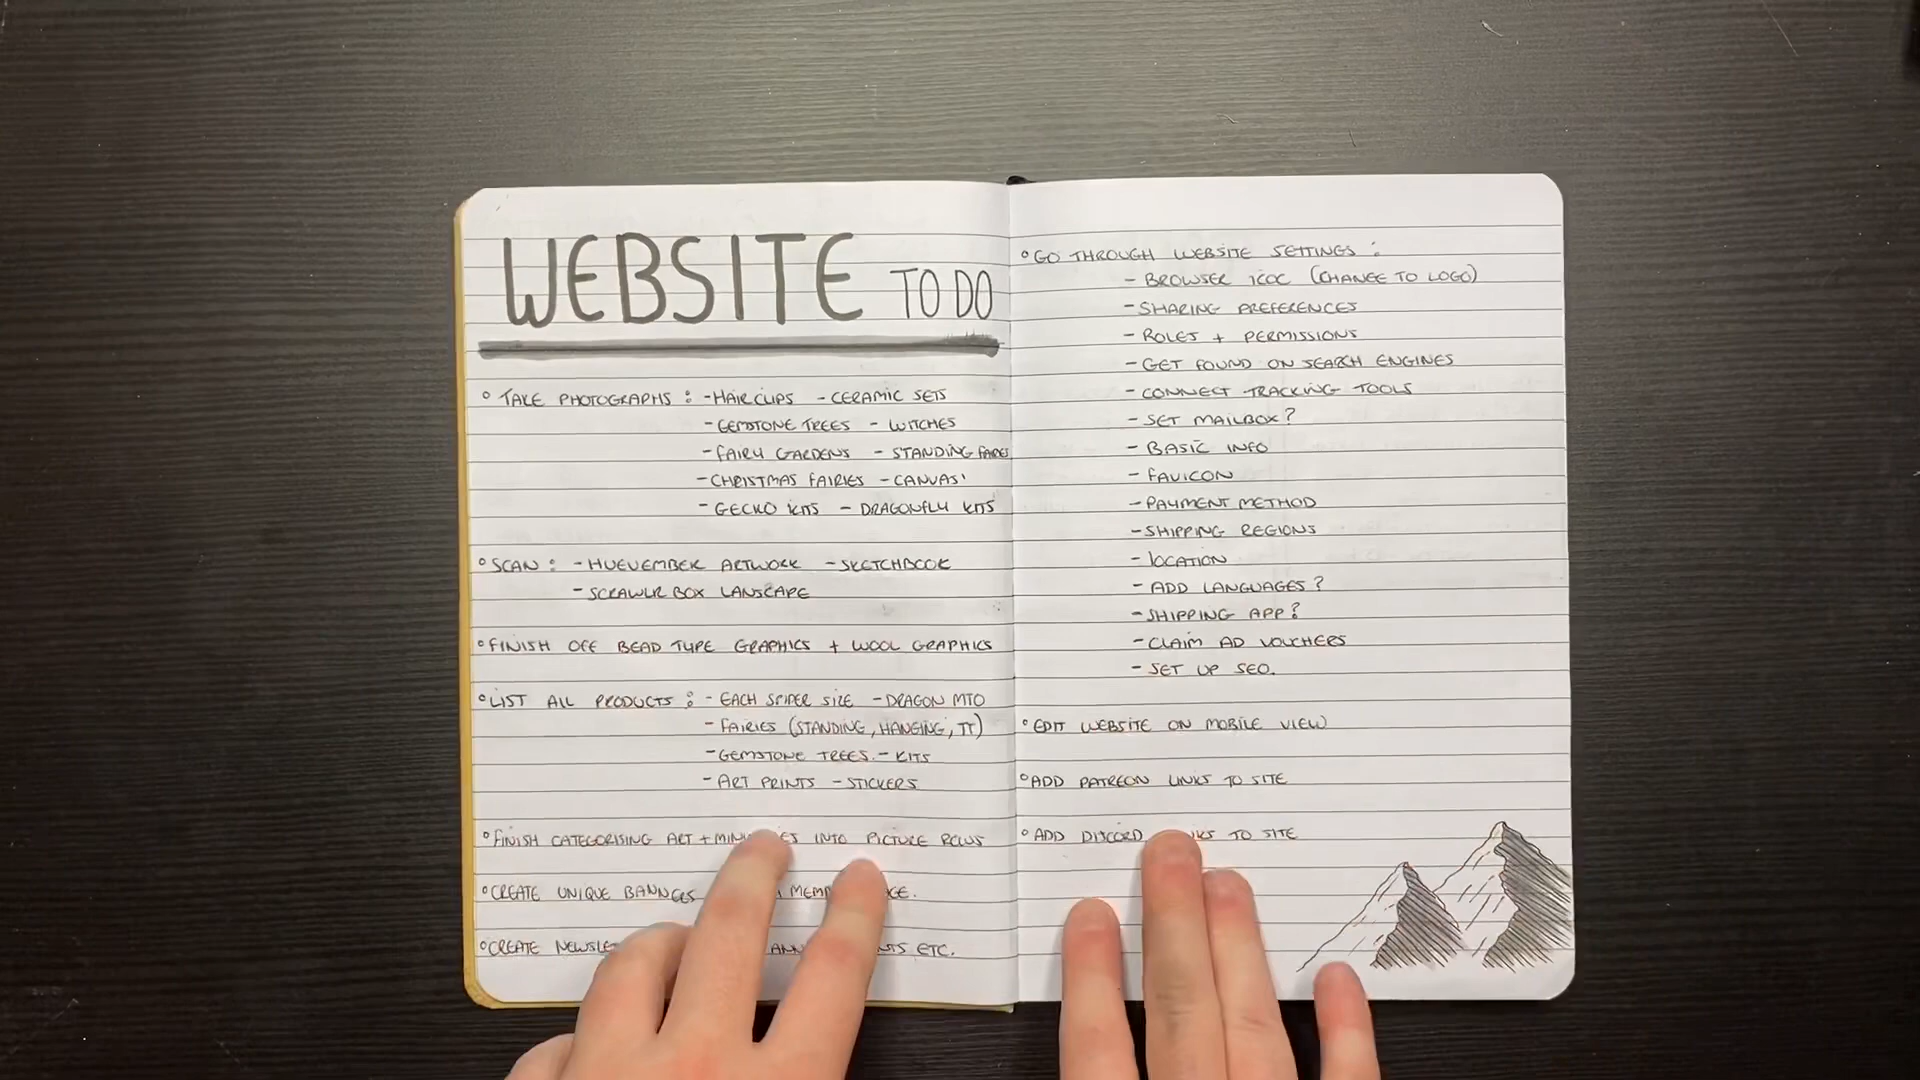 WEBSITE TO DO
° TAKE PHOTOGRAPHS : - HAIR CLIPS - CERAMIC SETS
- GEMSTONE TREES - WITCHES
- FAIRY GARDENS - STANDING FAIRIES
- CHRISTMAS FAIRIES - CANVAS'
- GECKO KITS - DRAGONFLY KITS
° SCAN : - HUEVEMBER ARTWORK - SKETCHBOOK
- SCRAWLR BOX LANSCAPE
° FINISH OFF BEAD TYPE GRAPHICS + WOOL GRAPHICS
° LIST ALL PRODUCTS : - EACH SPIDER SIZE - DRAGON MTO
- FAIRIES (STANDING, HANGING, TT)
- GEMSTONE TREES - KITS
- ART PRINTS - STICKERS
° FINISH CATEGORISING ART + INTO PICTURE
° CREATE UNIQUE BANNERS
° CREATE ETC.
° GO THROUGH WEBSITE SETTINGS :
- BROWSER ICOC (CHANGE TO LOGO)
- SHARING PREFERENCES
- ROLES + PERMISSIONS
- GET FOUND ON SEARCH ENGINES
- CONNECT TRACKING TOOLS
- SET MAILBOX?
- BASIC INFO
- FAVICON
- PAYMENT METHOD
- SHIPPING REGIONS
- LOCATION
- ADD LANGUAGES?
- SHIPPING APP?
- CLAIM AD VOUCHERS
- SET UP SEO.
° EDIT WEBSITE ON MOBILE VIEW
° ADD PATREON LINKS TO SITE
° ADD DISCORD TO SITE